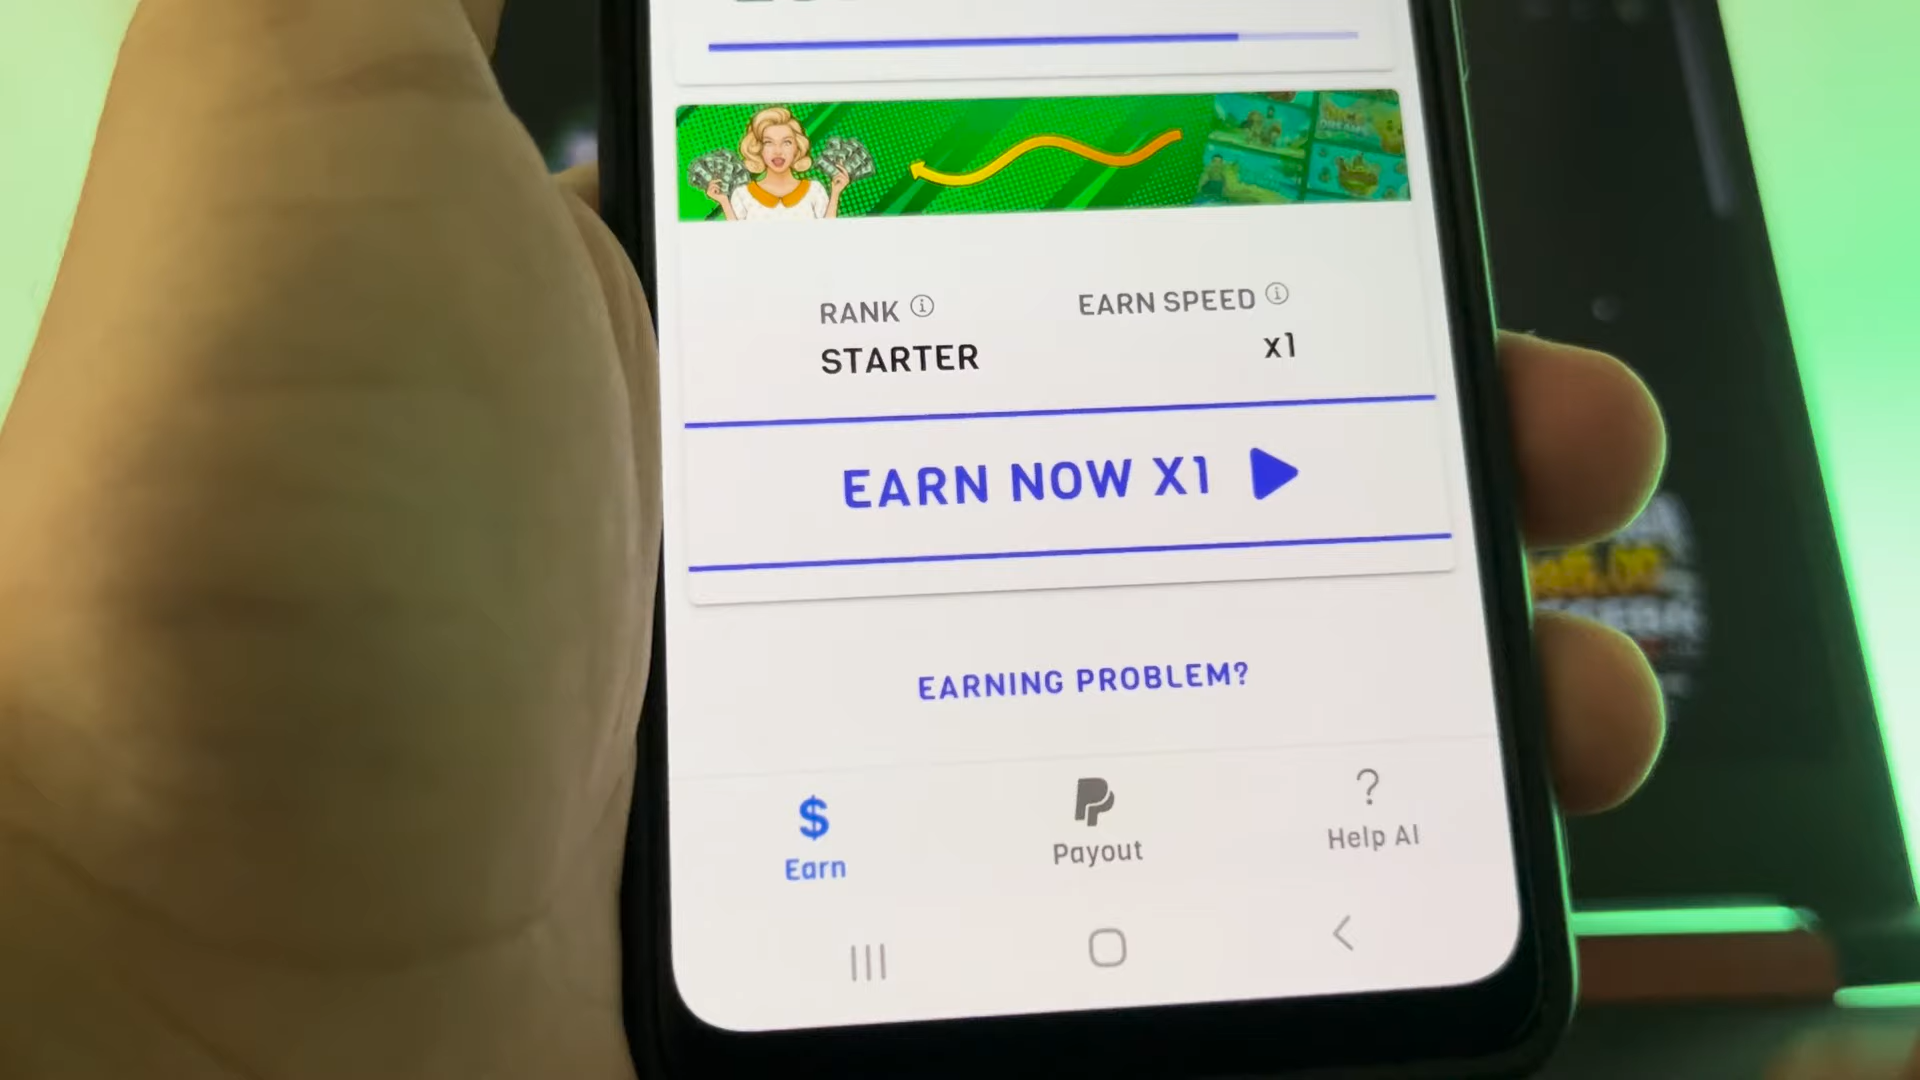 RANK
EARN SPEED
STARTER
X1
EARN NOW X1
EARNING PROBLEM?
$
Earn
Payout
?
Help AI